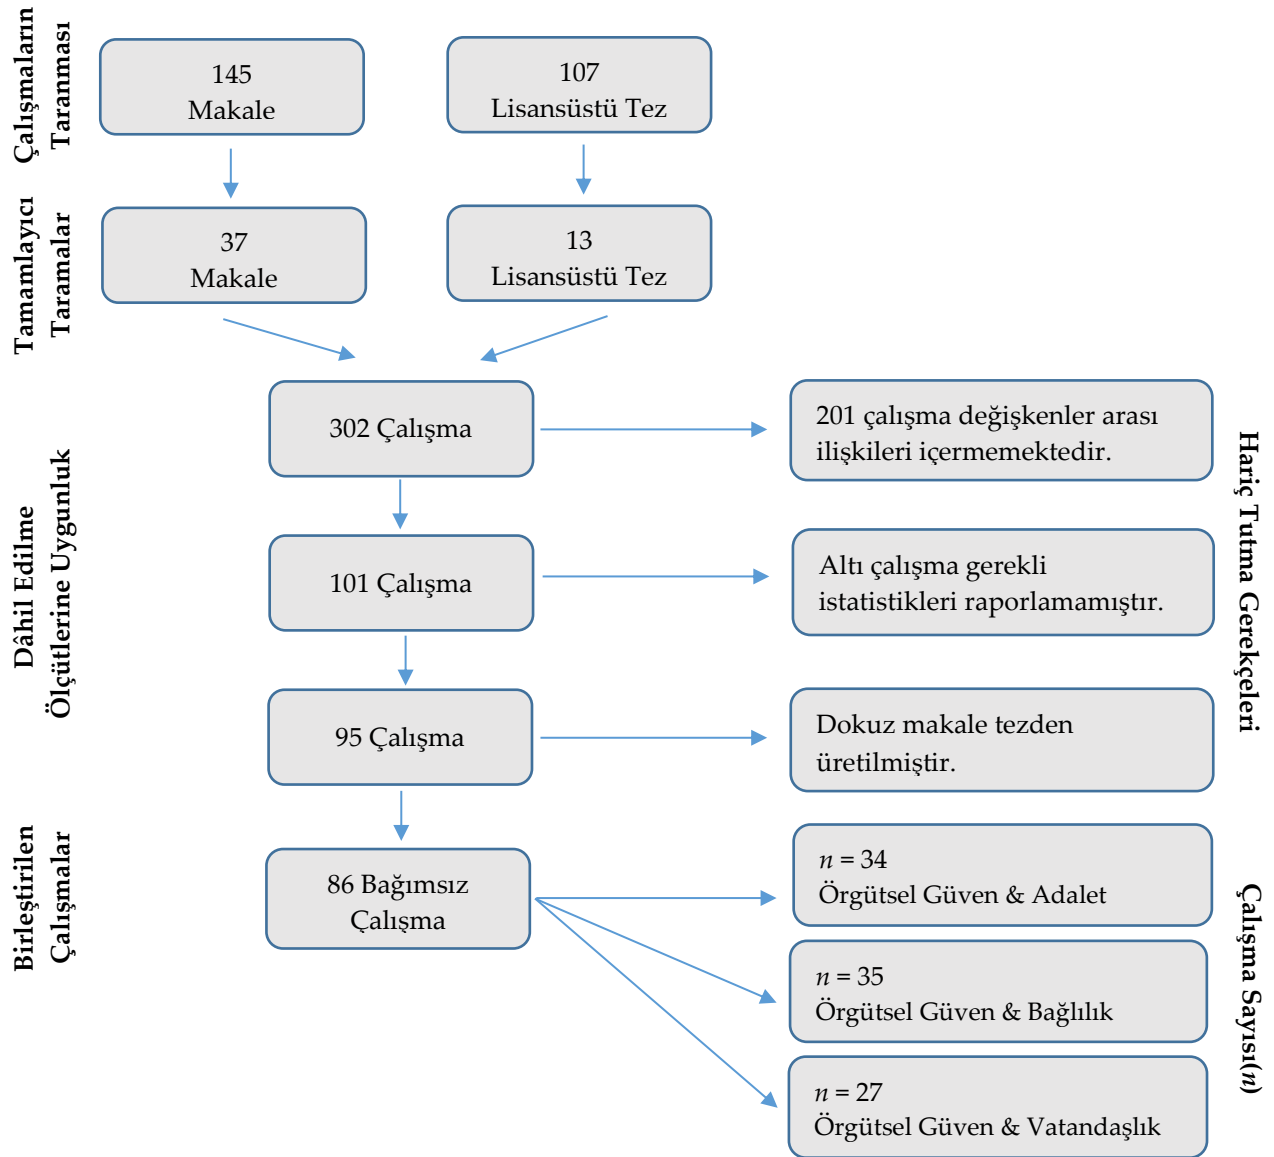 Çalışmaların
Taranması
145
Makale
107
Lisansüstü Tez
Tamamlayıcı
Taramalar
37
Makale
13
Lisansüstü Tez
Dâhil Edilme
Ölçütlerine Uygunluk
302 Çalışma
201 çalışma değişkenler arası
ilişkileri içermemektedir.
Hariç Tutma Gerekçeleri
101 Çalışma
Altı çalışma gerekli
istatistikleri raporlamamıştır.
95 Çalışma
Dokuz makale tezden
üretilmiştir.
Birleştirilen
Çalışmalar
86 Bağımsız
Çalışma
n = 34
Örgütsel Güven & Adalet
Çalışma Sayısı(n)
n = 35
Örgütsel Güven & Bağlılık
n = 27
Örgütsel Güven & Vatandaşlık